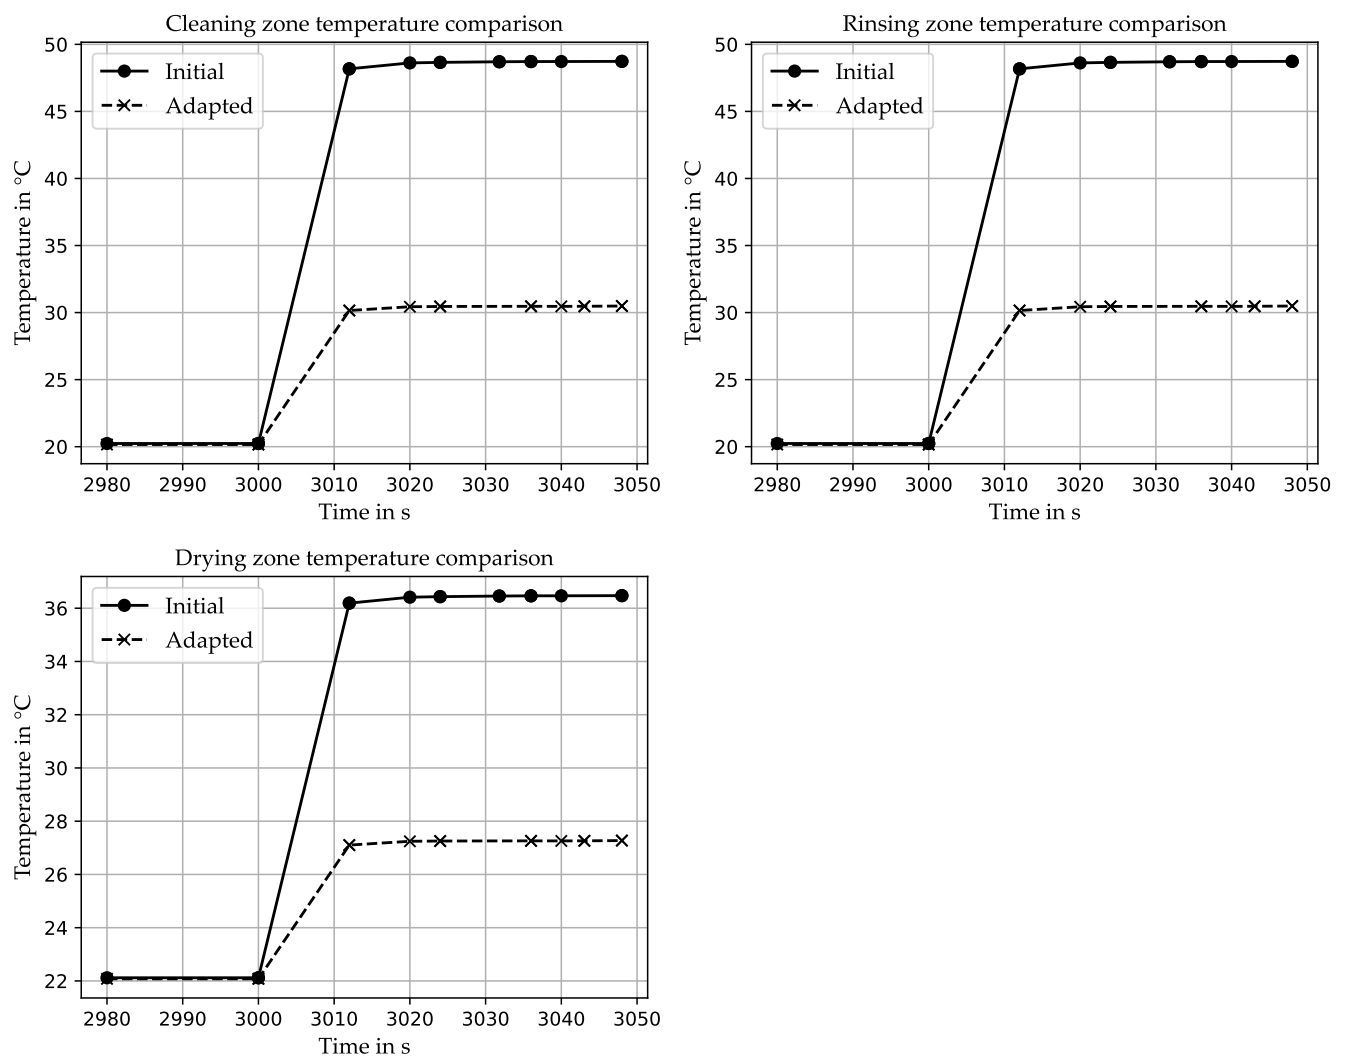 Cleaning zone temperature comparison
Rinsing zone temperature comparison
50
45
40
35
30
25
20
Temperature in °C
Initial
Adapted
2980 2990 3000 3010 3020 3030 3040 3050
Time in s
50
45
40
35
30
25
20
Temperature in °C
Initial
Adapted
2980 2990 3000 3010 3020 3030 3040 3050
Time in s
Drying zone temperature comparison
36
34
32
30
28
26
24
22
Temperature in °C
Initial
Adapted
2980 2990 3000 3010 3020 3030 3040 3050
Time in s